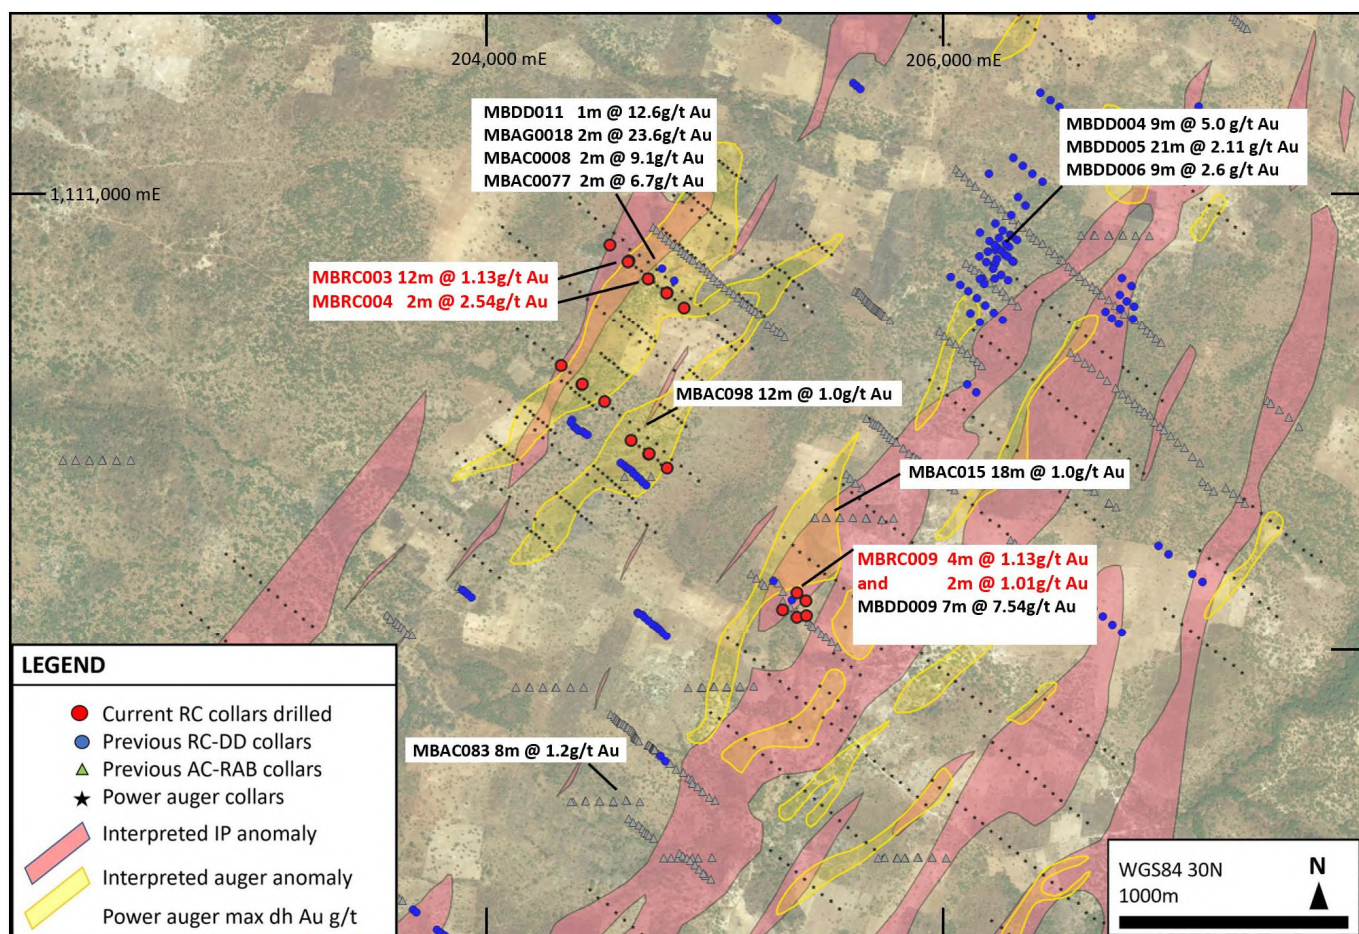 204,000 mE
206,000 mE
MBDD011 1m @ 12.6g/t Au
MBAG0018 2m @ 23.6g/t Au
MBAC0008 2m @ 9.1g/t Au
MBAC0077 2m @ 6.7g/t Au
MBDD004 9m @ 5.0 g/t Au
MBDD005 21m @ 2.11 g/t Au
MBDD006 9m @ 2.6 g/t Au
1,111,000 mE
MBRC003 12m @ 1.13g/t Au
MBRC004 2m @ 2.54g/t Au
MBAC098 12m @ 1.0g/t Au
MBAC015 18m @ 1.0g/t Au
MBRC009 4m @ 1.13g/t Au
and 2m @ 1.01g/t Au
MBDD009 7m @ 7.54g/t Au
MBAC083 8m @ 1.2g/t Au
LEGEND
Current RC collars drilled
Previous RC-DD collars
Previous AC-RAB collars
Power auger collars
Interpreted IP anomaly
Interpreted auger anomaly
Power auger max dh Au g/t
WGS84 30N
1000m
N